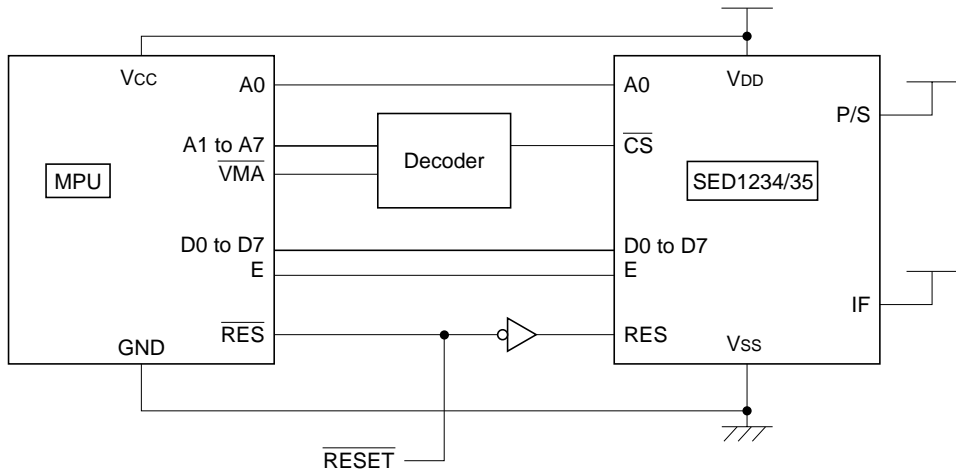 VCC
A0
A1 to A7
VMA
MPU
D0 to D7
E
RES
GND
Decoder
VDD
A0
P/S
CS
SED1234/35
D0 to D7
E
IF
RES
VSS
RESET